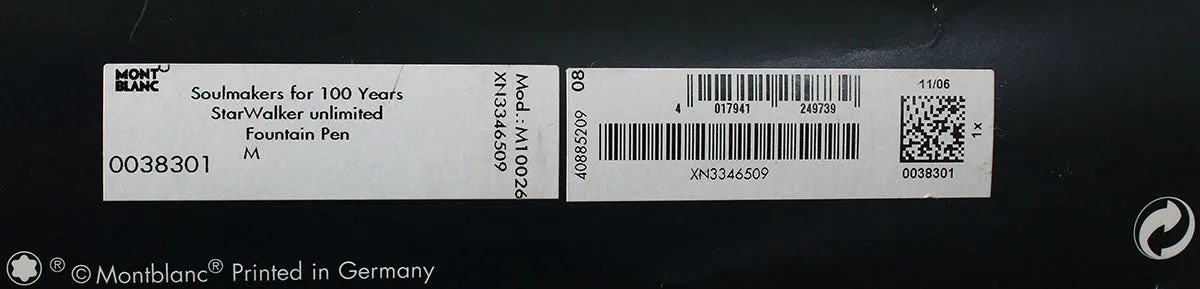 MONT
BLANC
Soulmakers for 100 Years
StarWalker unlimited
Fountain Pen
M
0038301
Mod.: M10026
XN3346509
08
40885209
4 017941 249739
XN3346509
11/06
1x
0038301
® © Montblanc® Printed in Germany